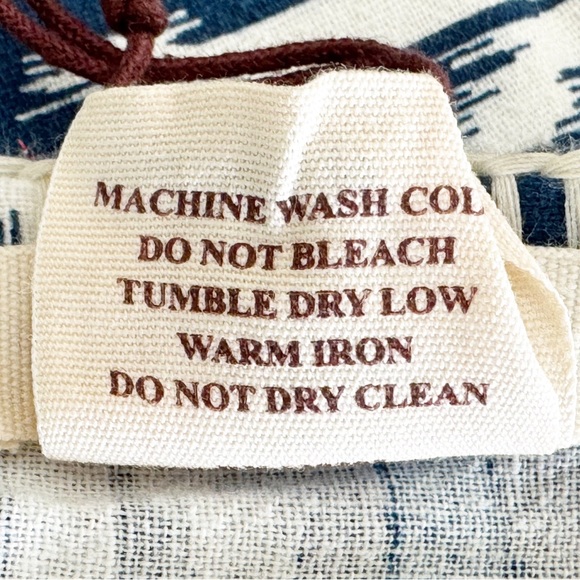 MACHINE WASH COL
DO NOT BLEACH
TUMBLE DRY LOW
WARM IRON
DO NOT DRY CLEAN